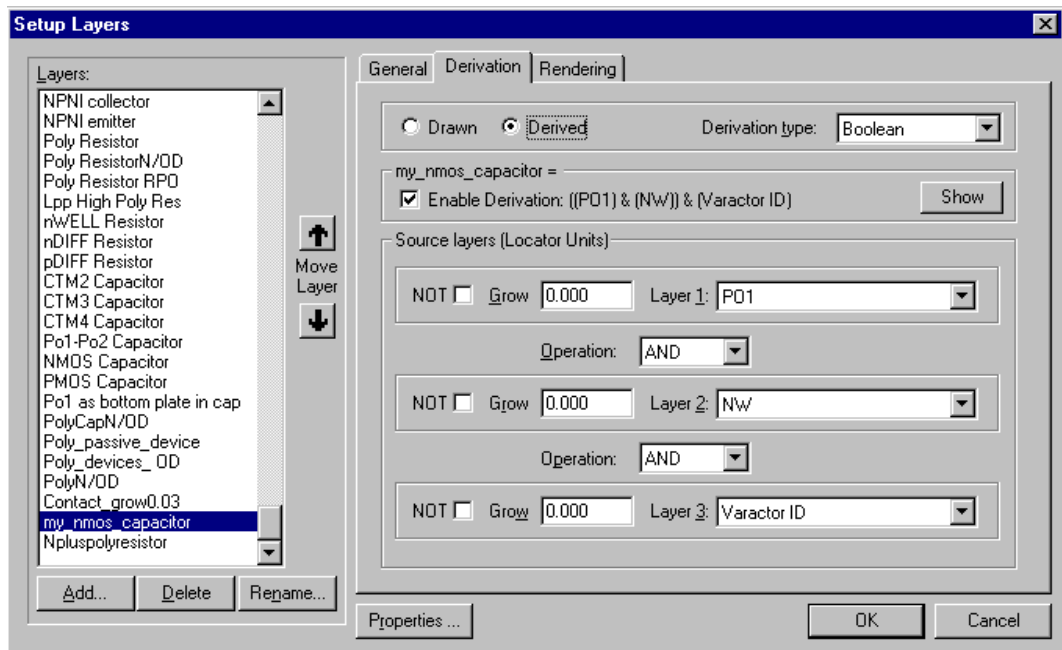 Setup Layers
Layers:
NPNI collector
NPNI emitter
Poly Resistor
Poly ResistorN/OD
Poly Resistor RPO
Lpp High Poly Res
nWELL Resistor
nDIFF Resistor
pDIFF Resistor
CTM2 Capacitor
CTM3 Capacitor
CTM4 Capacitor
Po1-Po2 Capacitor
NMOS Capacitor
PMOS Capacitor
Po1 as bottom plate in cap
PolyCapN/OD
Poly_passive_device
Poly_devices_ OD
PolyN/OD
Contact_grow0.03
my_nmos_capacitor
Npluspolyresistor
Add...
Delete
Rename...
Move
Layer
General
Derivation
Rendering
Drawn
Derived
Derivation type:
Boolean
my_nmos_capacitor =
Enable Derivation: ((PO1) & (NW)) & (Varactor ID)
Show
Source layers (Locator Units)
NOT
Grow
0.000
Layer 1:
PO1
Operation:
AND
NOT
Grow
0.000
Layer 2:
NW
Operation:
AND
NOT
Grow
0.000
Layer 3:
Varactor ID
Properties ...
OK
Cancel